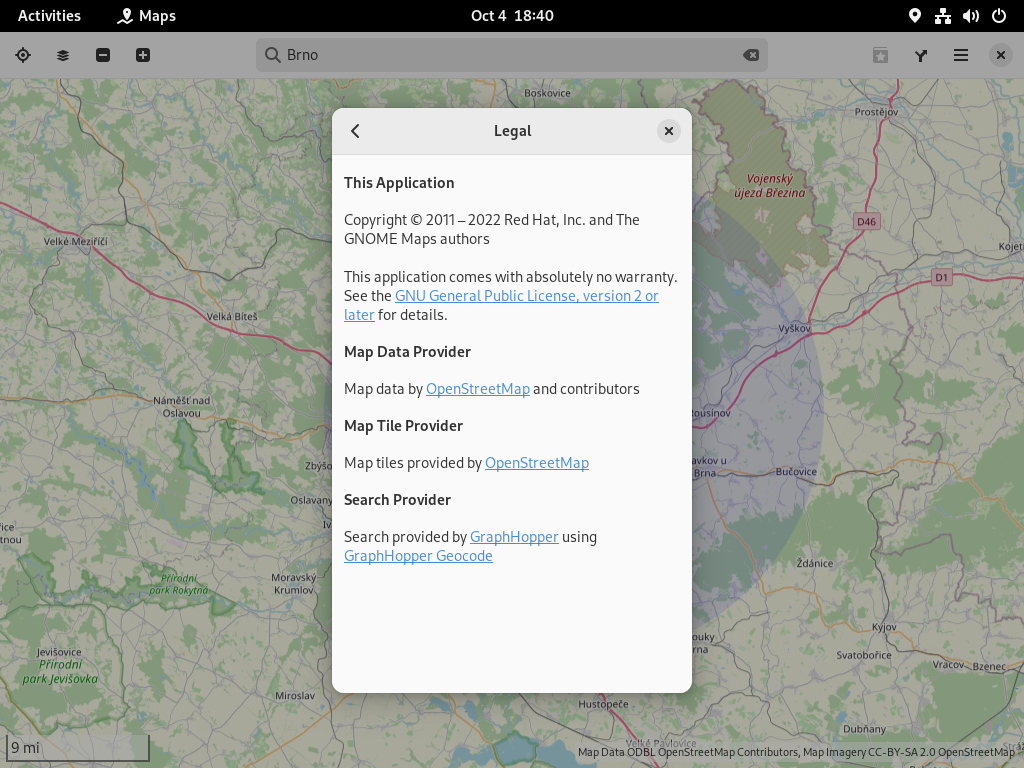 Activities
Maps
Oct 4 18:40
Brno
Boskovice
Prostějov
Legal
Vojenský
újezd Březina
This Application
D46
Copyright © 2011 – 2022 Red Hat, Inc. and The
GNOME Maps authors
Velké Meziříčí
D1
This application comes with absolutely no warranty.
See the GNU General Public License, version 2 or
later for details.
Velká Bíteš
Vyškov
Map Data Provider
Map data by OpenStreetMap and contributors
Náměšť nad
Oslavou
Map Tile Provider
Map tiles provided by OpenStreetMap
Bučovice
Search Provider
Oslavany
Search provided by GraphHopper using
GraphHopper Geocode
Ždánice
Přírodní
park Rokytná
Moravský
Krumlov
Kyjov
Jevišovice
Přírodní
park Jevišovka
Svatobořice
Vracov
Bzenec
Miroslav
Hustopeče
Dubňany
9 mi
Velké Pavlovice
Map Data ODBL OpenStreetMap Contributors, Map Imagery CC-BY-SA 2.0 OpenStreetMap